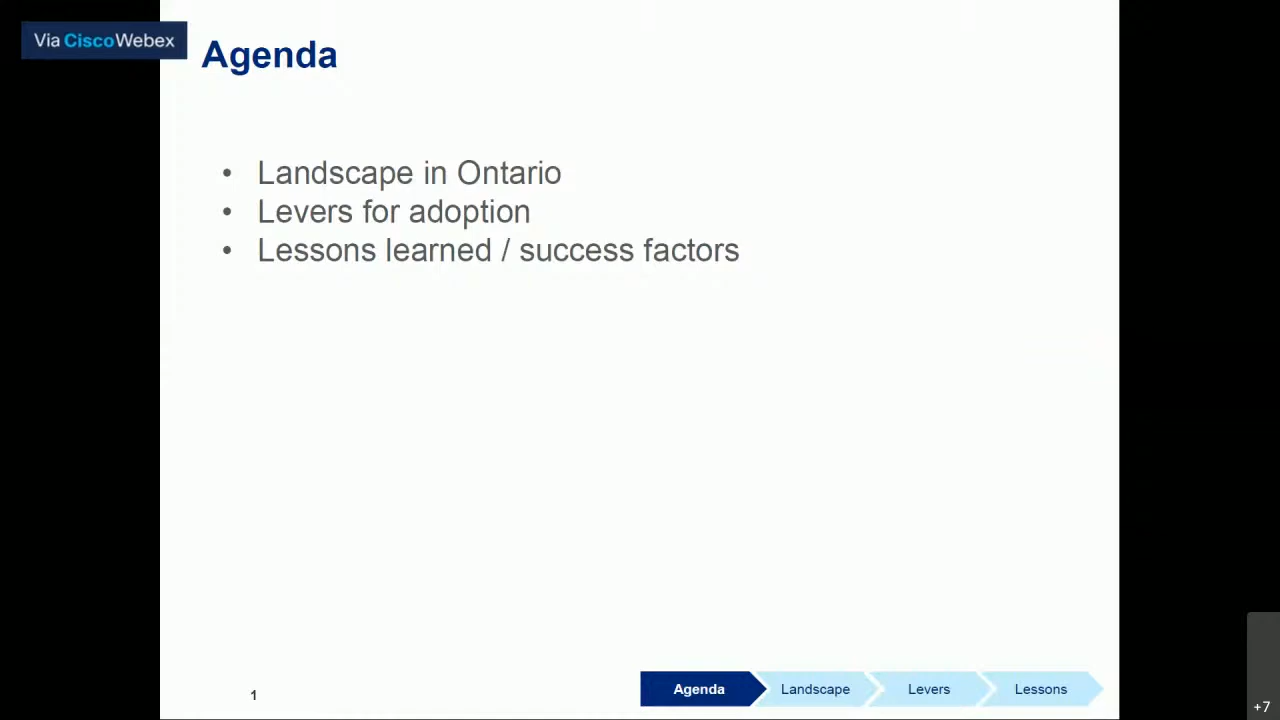 Via CiscoWebex
Agenda
• Landscape in Ontario
• Levers for adoption
• Lessons learned / success factors
1
Agenda
Landscape
Levers
Lessons
+7